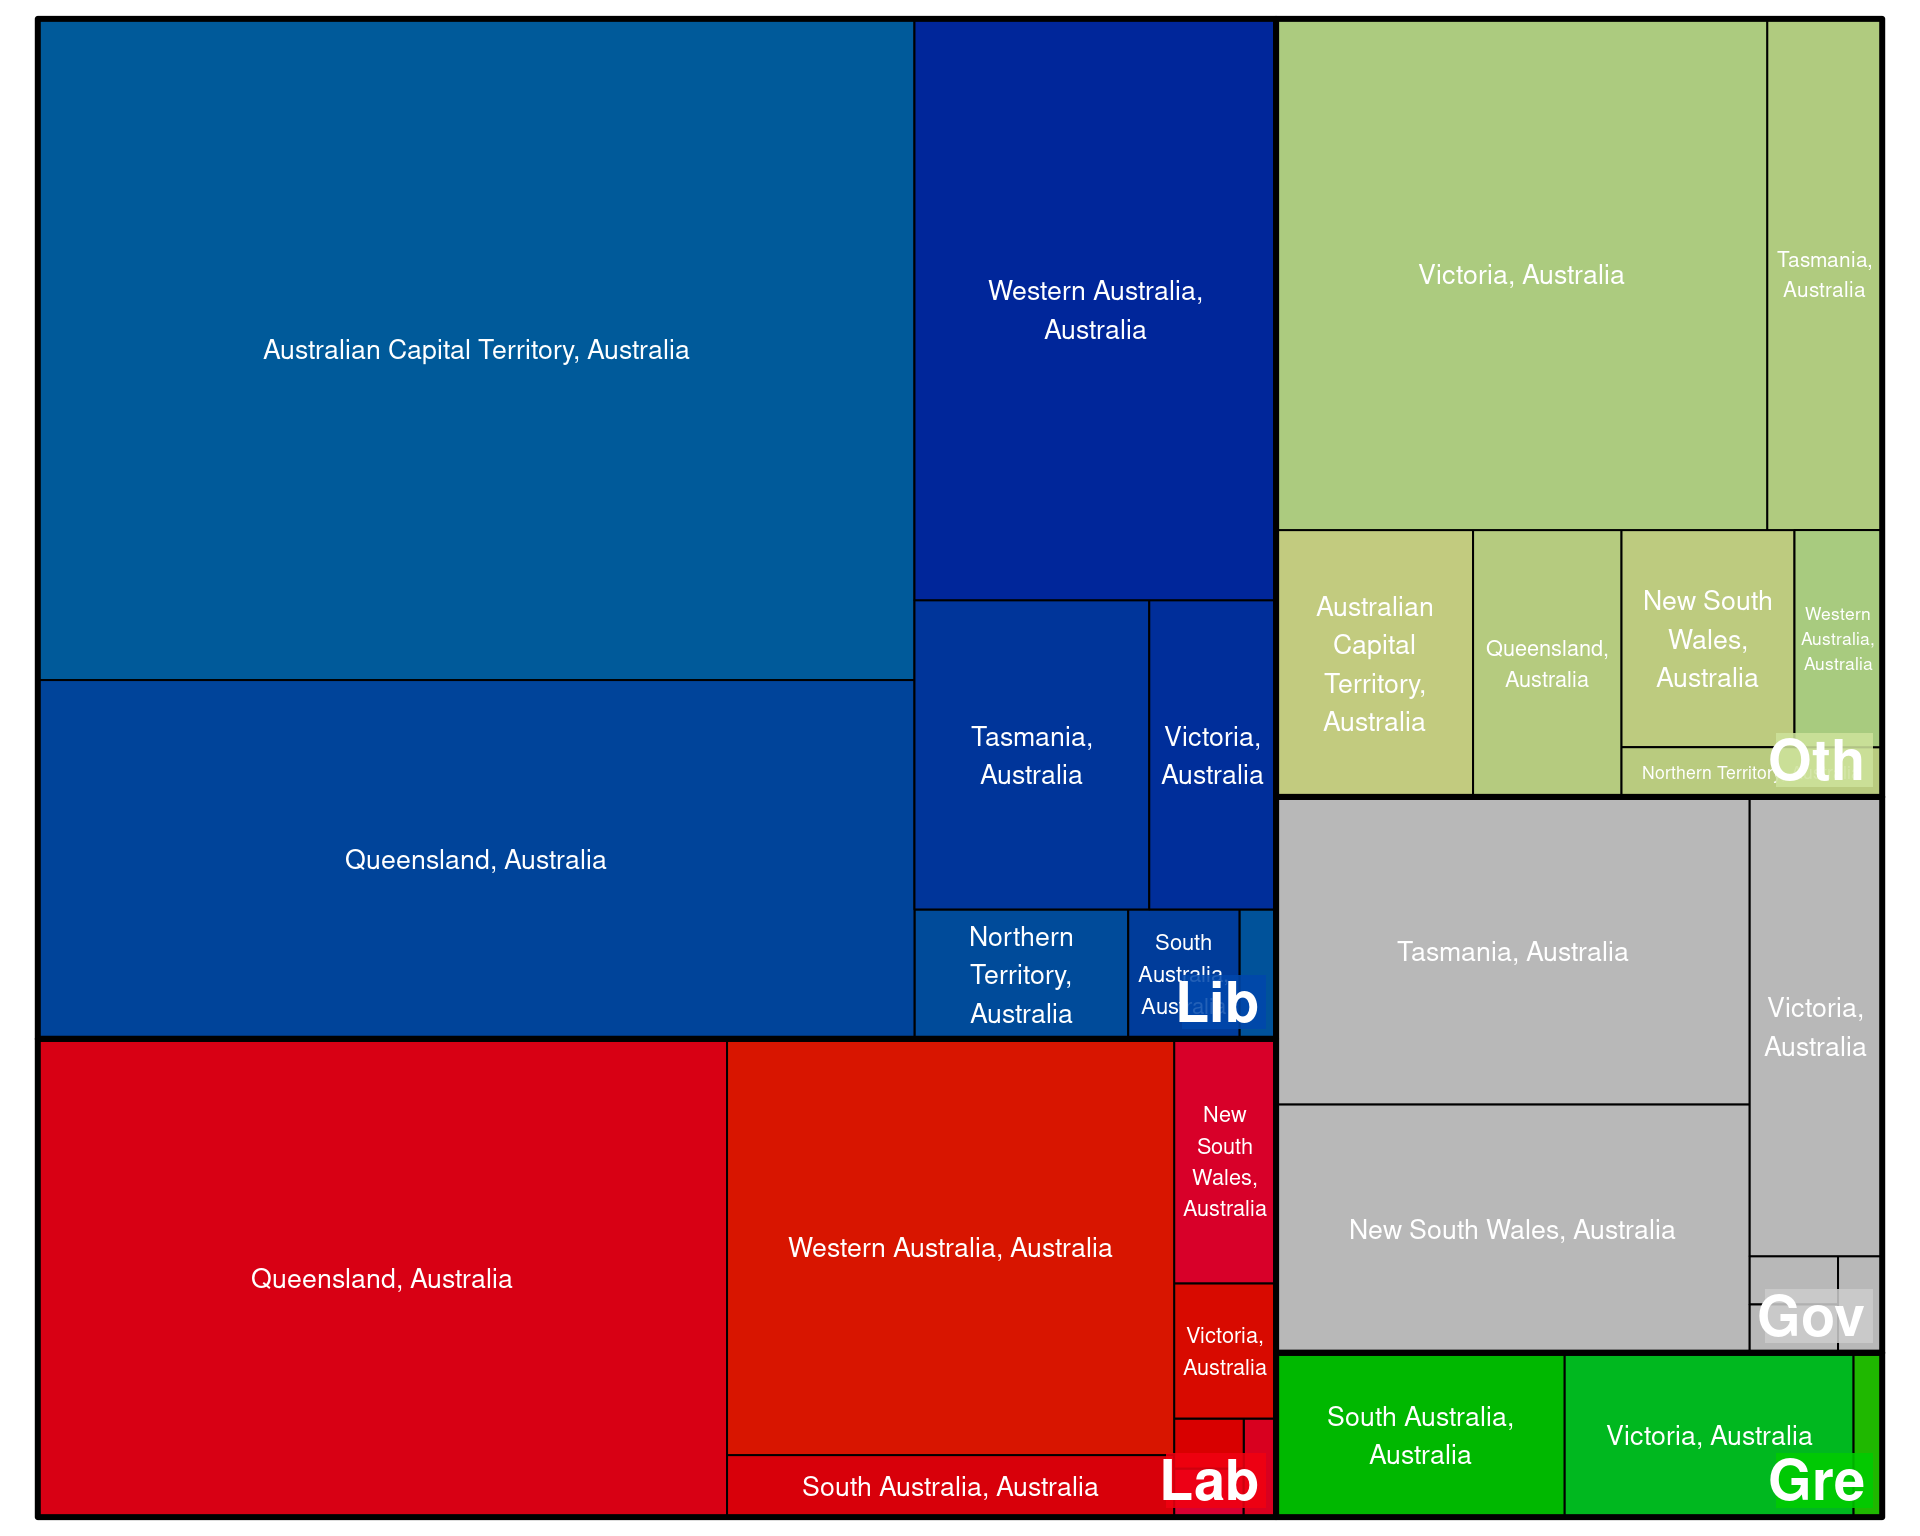 Australian Capital Territory, Australia
Queensland, Australia
Western Australia,
Australia
Tasmania,
Australia
Victoria,
Australia
Northern
Territory,
Australia
South
Australia,
Australia
Lib
Queensland, Australia
Western Australia, Australia
South Australia, Australia
New
South
Wales,
Australia
Victoria,
Australia
Lab
Victoria, Australia
Tasmania,
Australia
Australian
Capital
Territory,
Australia
Queensland,
Australia
New South
Wales,
Australia
Western
Australia,
Australia
Northern Territory
Oth
Tasmania, Australia
New South Wales, Australia
Victoria,
Australia
Gov
South Australia,
Australia
Victoria, Australia
Gre